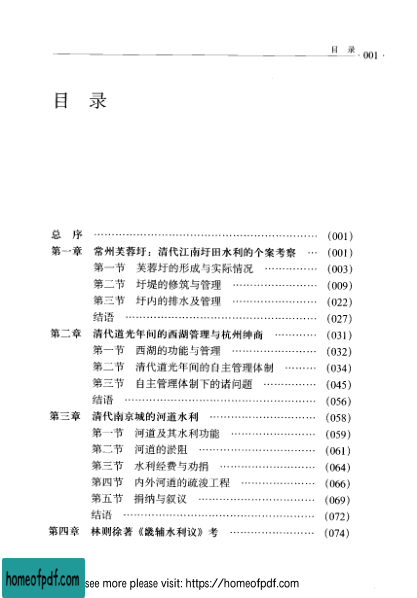 目 录 001
目 录
总 序 (001)
第一章 常州芙蓉圩：清代江南圩田水利的个案考察 (001)
第一节 芙蓉圩的形成与实际情况 (003)
第二节 圩堤的修筑与管理 (009)
第三节 圩内的排水及管理 (022)
结语 (027)
第二章 清代道光年间的西湖管理与杭州绅商 (031)
第一节 西湖的功能与管理 (032)
第二节 清代道光年间的自主管理体制 (034)
第三节 自主管理体制下的诸问题 (045)
结语 (056)
第三章 清代南京城的河道水利 (058)
第一节 河道及其水利功能 (059)
第二节 河道的淤阻 (061)
第三节 水利经费与劝捐 (064)
第四节 内外河道的疏浚工程 (066)
第五节 捐纳与叙议 (069)
结语 (072)
第四章 林则徐著《畿辅水利议》考 (074)
homeofpdf.com
see more please visit: https://homeofpdf.com